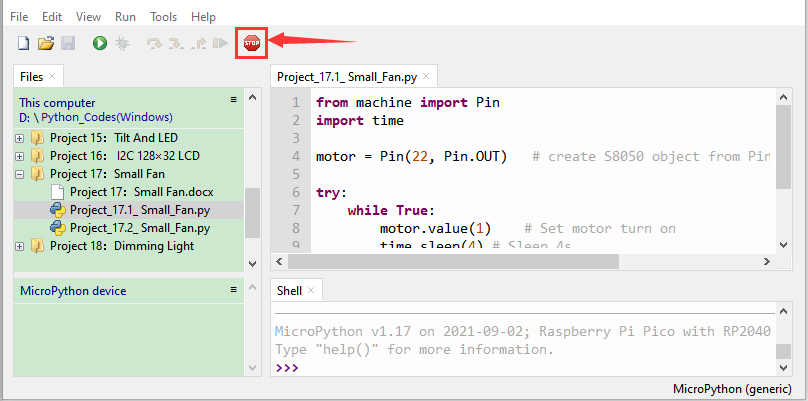 File Edit View Run Tools Help
STOP
Files
This computer
D: \ Python_Codes(Windows)
Project 15: Tilt And LED
Project 16: I2C 128×32 LCD
Project 17: Small Fan
Project 17: Small Fan.docx
Project_17.1_ Small_Fan.py
Project_17.2_ Small_Fan.py
Project 18: Dimming Light
MicroPython device
Project_17.1_ Small_Fan.py
1 from machine import Pin
2 import time
3
4 motor = Pin(22, Pin.OUT) # create S8050 object from Pin
5
6 try:
7 while True:
8 motor.value(1) # Set motor turn on
9 time.sleep(4) # Sleep 4s
Shell
MicroPython v1.17 on 2021-09-02; Raspberry Pi Pico with RP2040
Type "help()" for more information.
>>>
MicroPython (generic)